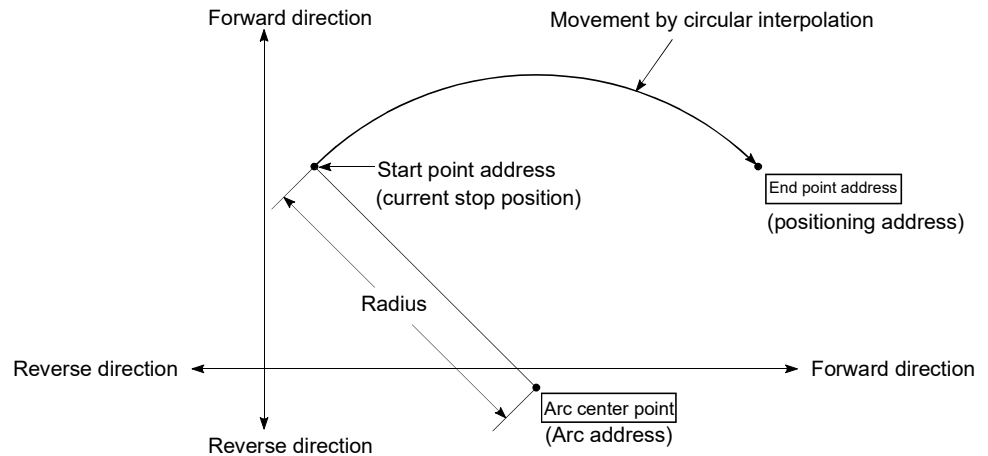 Forward direction
Movement by circular interpolation
Start point address
(current stop position)
End point address
(positioning address)
Radius
Reverse direction
Forward direction
Arc center point
(Arc address)
Reverse direction